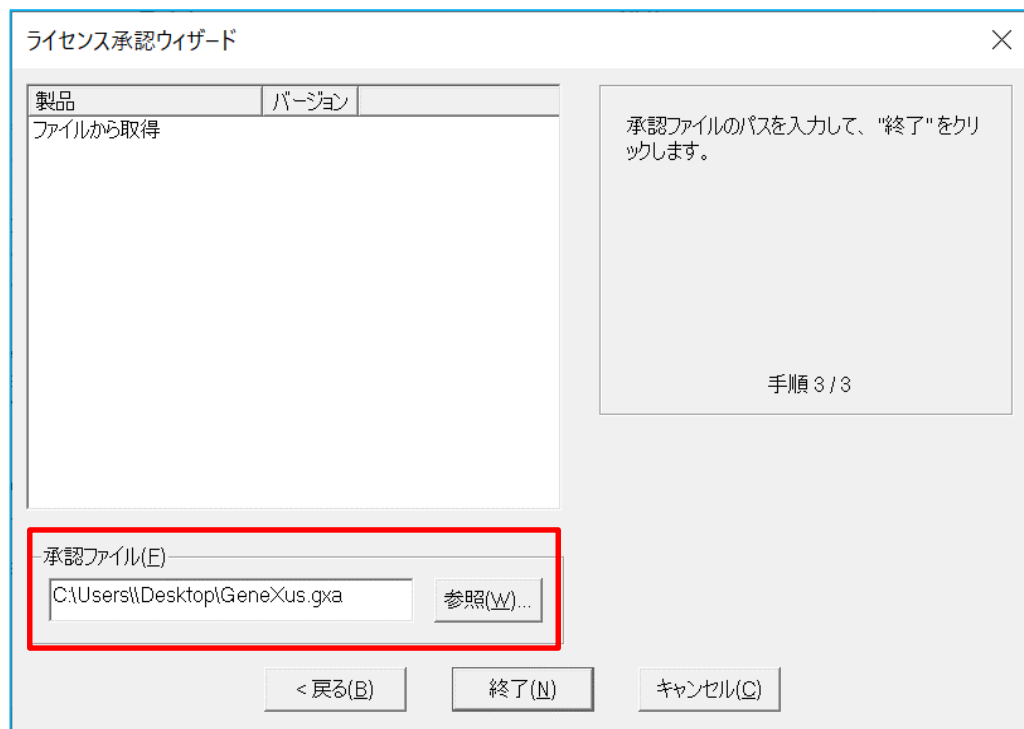 ライセンス承認ウィザード
製品 バージョン
ファイルから取得
承認ファイルのパスを入力して、"終了"をクリ
ックします。
手順 3 / 3
承認ファイル(F)
C:\Users\\Desktop\GeneXus.gxa
参照(W)...
< 戻る(B) 終了(N) キャンセル(C)